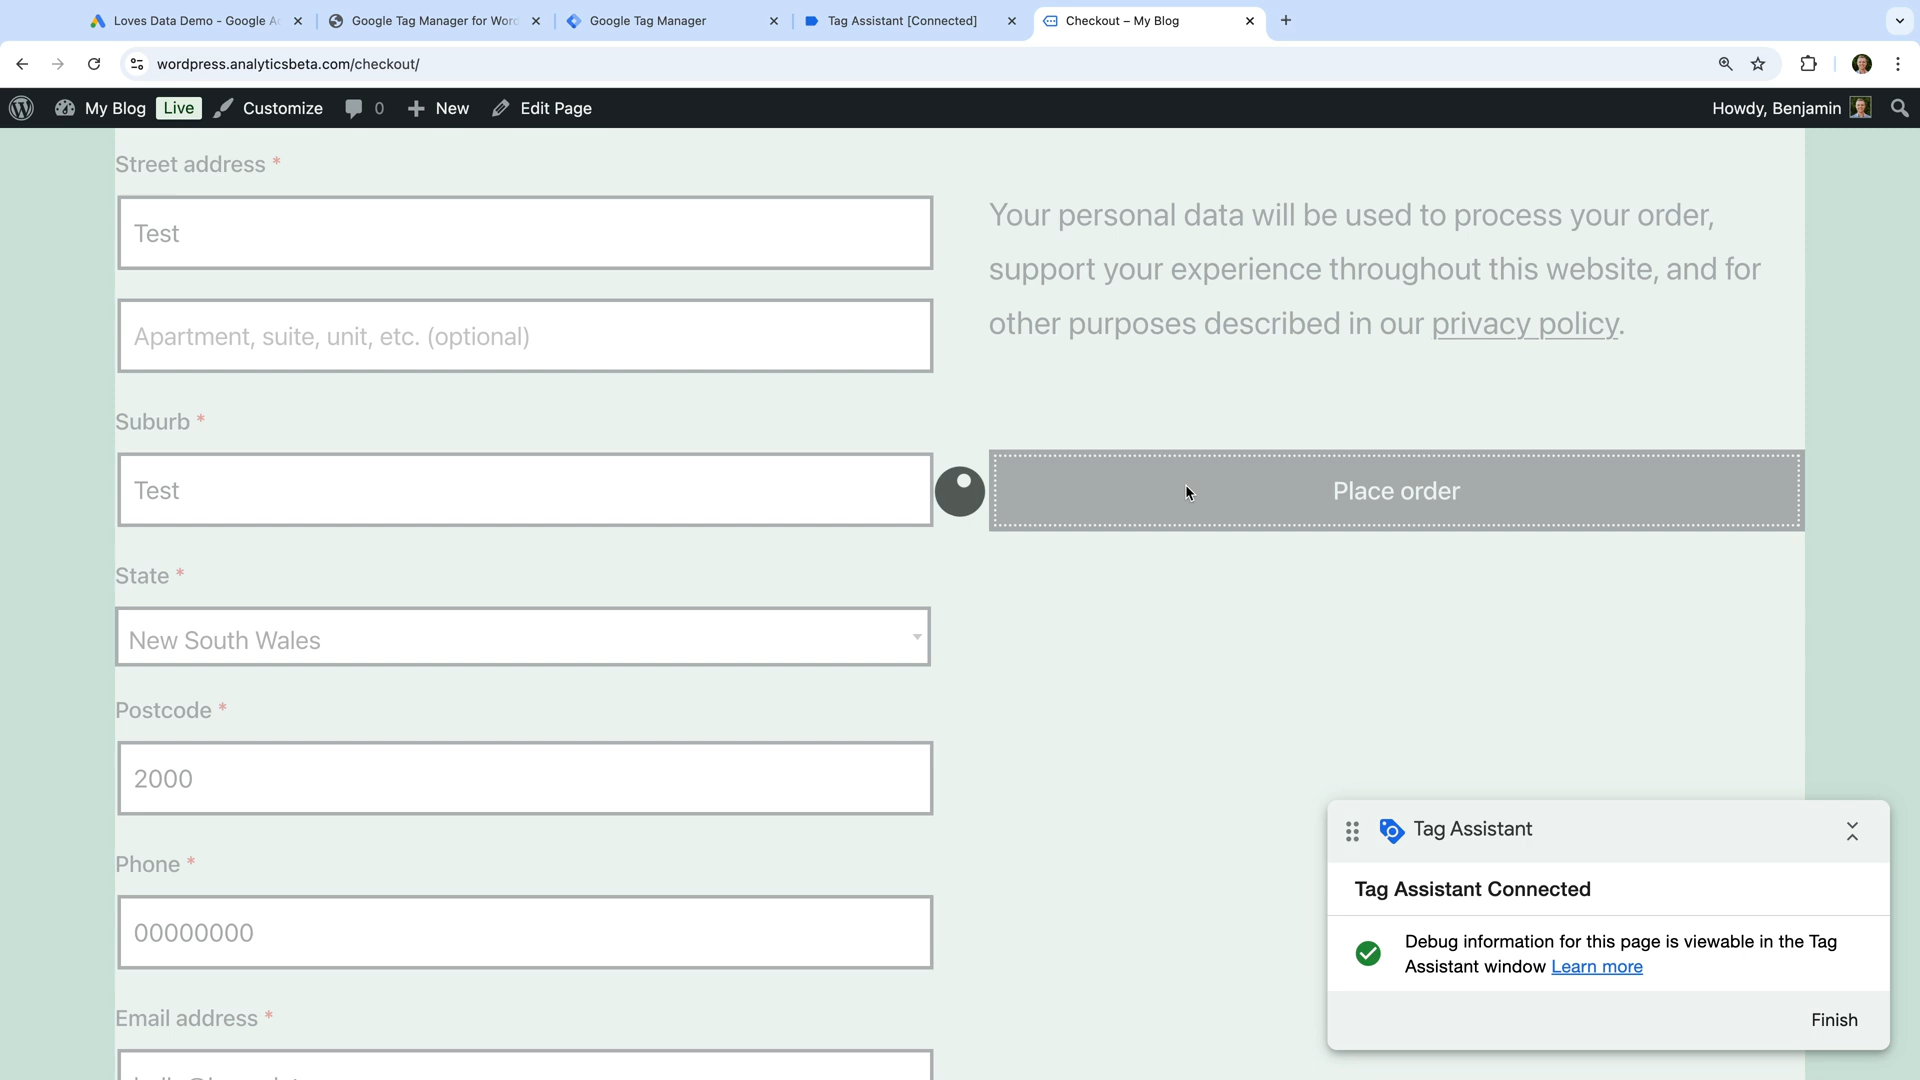 Loves Data Demo - Google A
Google Tag Manager for Wor
Google Tag Manager
Tag Assistant [Connected]
Checkout – My Blog
wordpress.analyticsbeta.com/checkout/
My Blog
Live
Customize
0
New
Edit Page
Howdy, Benjamin
Street address *
Test
Apartment, suite, unit, etc. (optional)
Suburb *
Test
State *
New South Wales
Postcode *
2000
Phone *
00000000
Email address *
Your personal data will be used to process your order,
support your experience throughout this website, and for
other purposes described in our privacy policy.
Place order
Tag Assistant
Tag Assistant Connected
Debug information for this page is viewable in the Tag
Assistant window Learn more
Finish